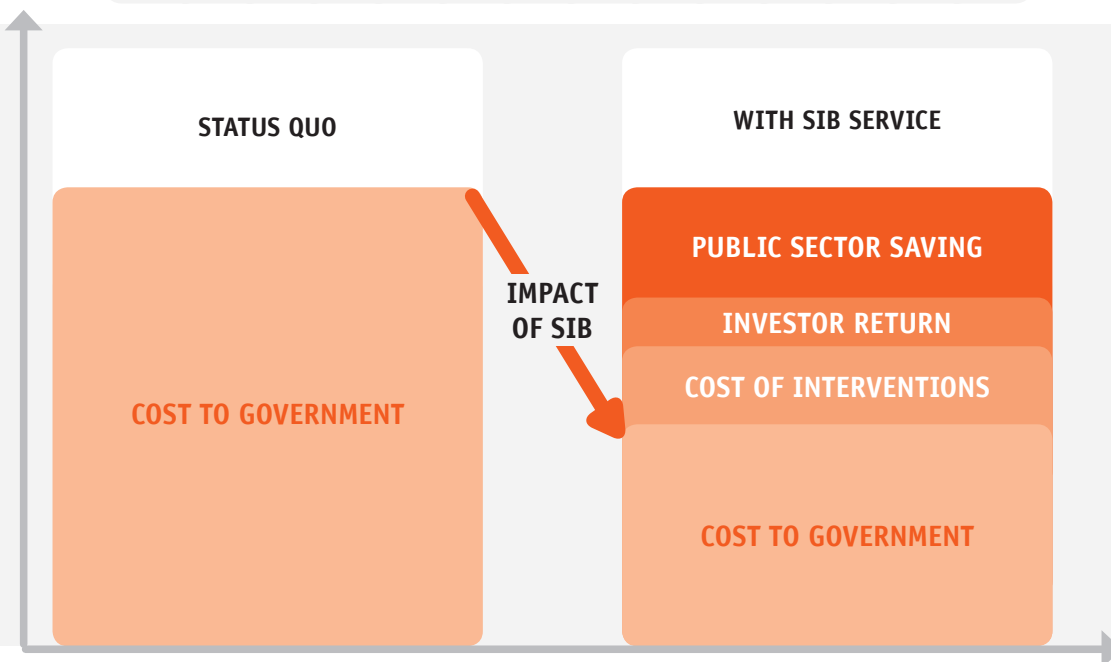 STATUS QUO
WITH SIB SERVICE
PUBLIC SECTOR SAVING
IMPACT
OF SIB
INVESTOR RETURN
COST OF INTERVENTIONS
COST TO GOVERNMENT
COST TO GOVERNMENT